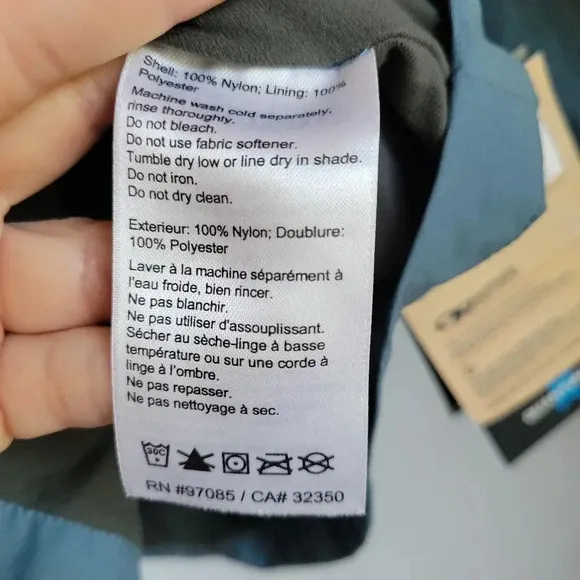 Shell: 100% Nylon; Lining: 100%
Polyester
Machine wash cold separately,
rinse thoroughly.
Do not bleach.
Do not use fabric softener.
Tumble dry low or line dry in shade.
Do not iron.
Do not dry clean.
Exterieur: 100% Nylon; Doublure:
100% Polyester
Laver à la machine séparément à
l'eau froide, bien rincer.
Ne pas blanchir.
Ne pas utiliser d'assouplissant.
Sécher au sèche-linge à basse
température ou sur une corde à
linge à l'ombre.
Ne pas repasser.
Ne pas nettoyage à sec.
30C
RN #97085 / CA# 32350